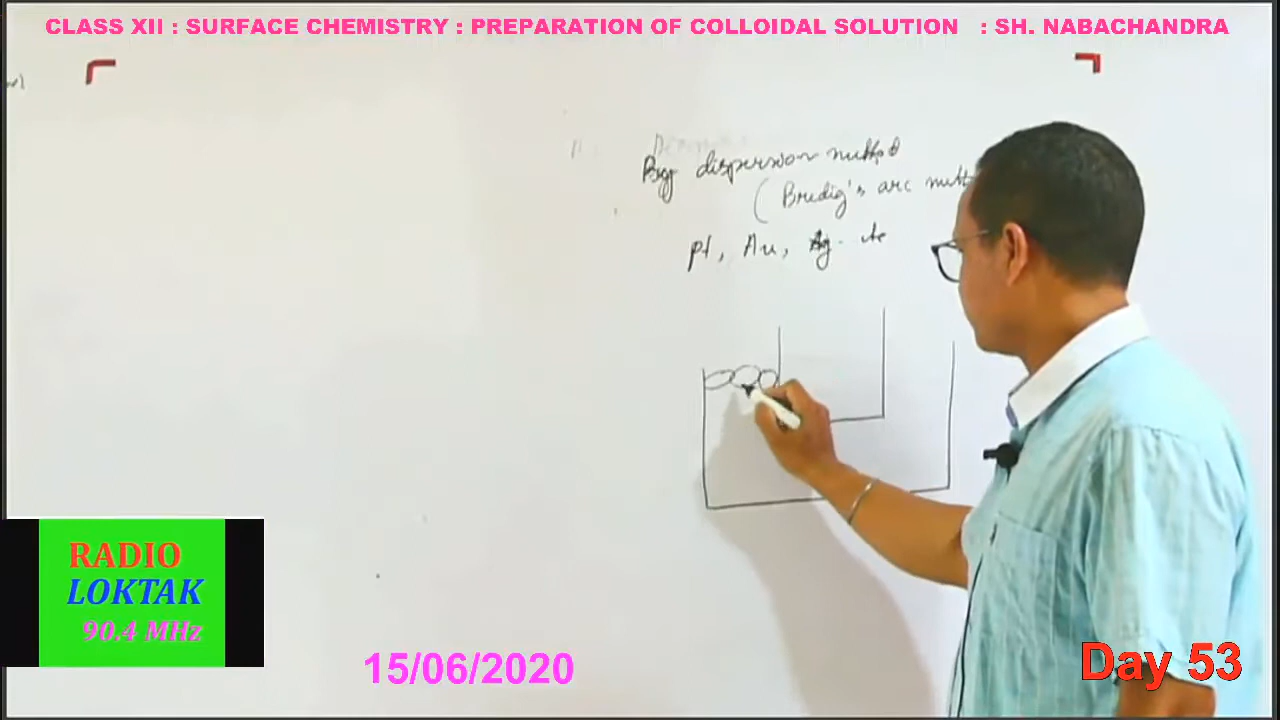 CLASS XII : SURFACE CHEMISTRY : PREPARATION OF COLLOIDAL SOLUTION : SH. NABACHANDRA
By dispersion method
( Bredig's arc meth
pt, Au, Ag. etc
RADIO
LOKTAK
90.4 MHz
15/06/2020
Day 53